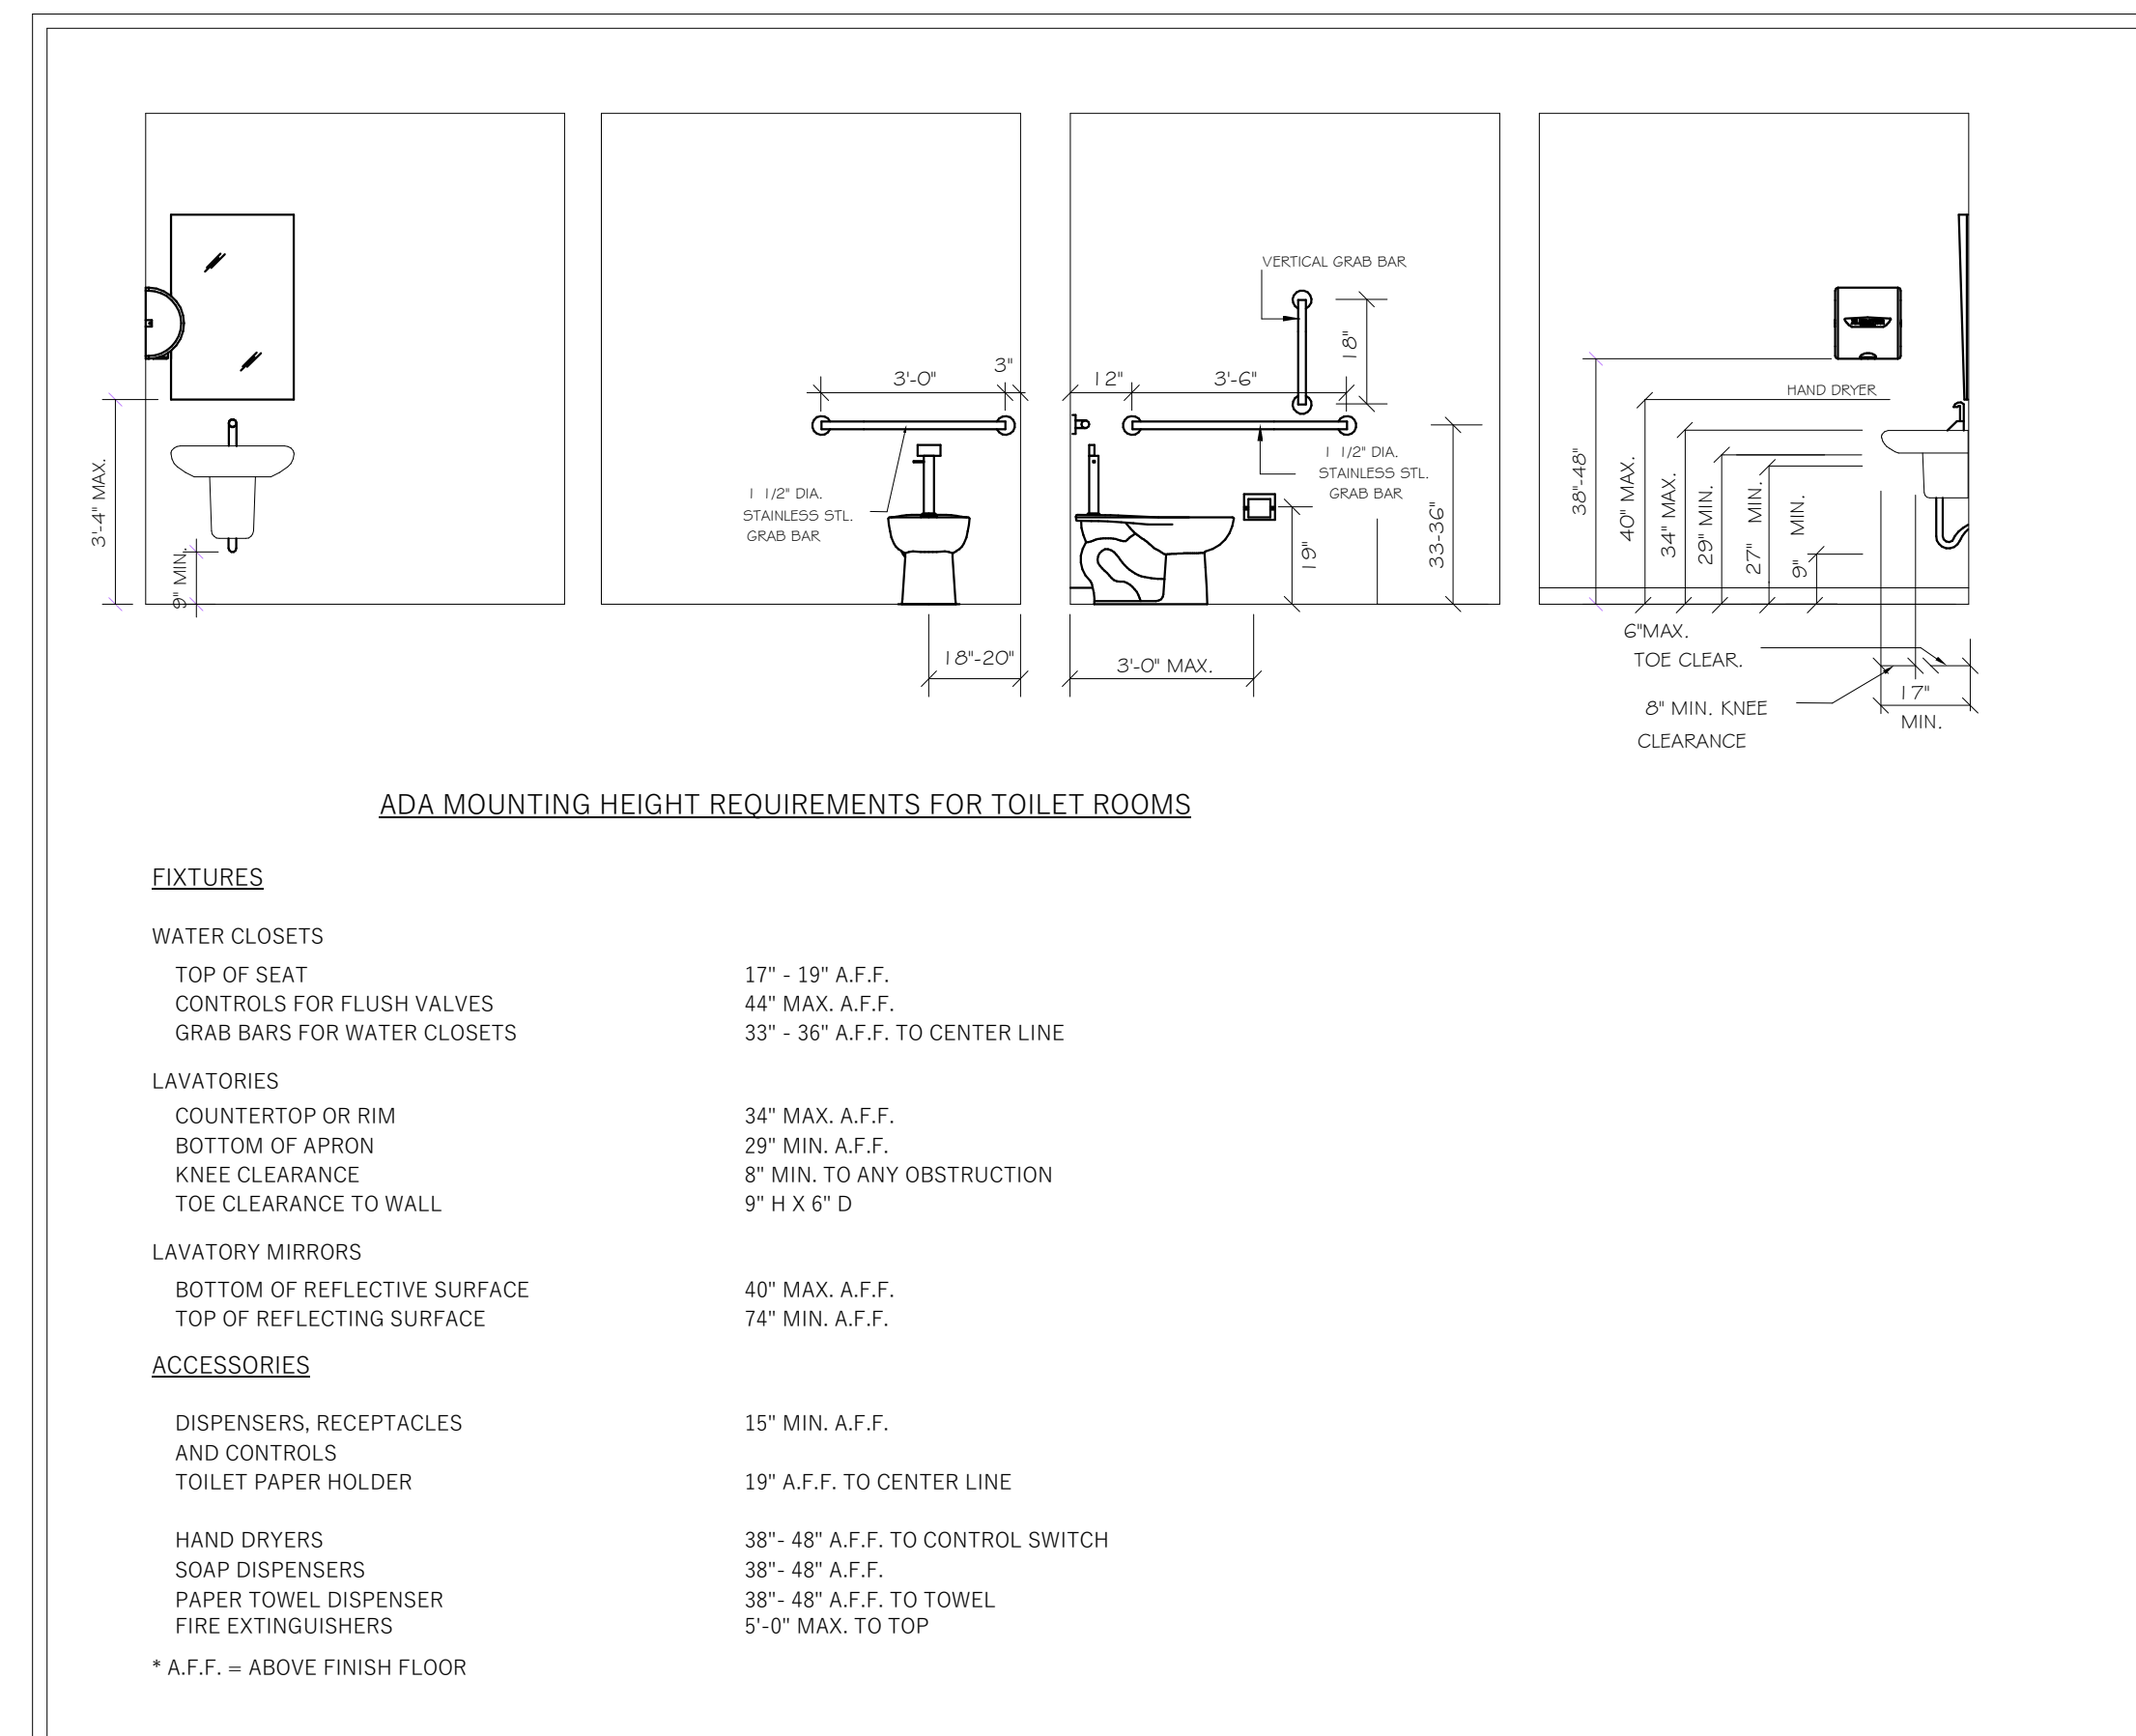 3'-4" MAX.
9" MIN.
3'-0"
3"
1 1/2" DIA.
STAINLESS STL.
GRAB BAR
18"-20"
VERTICAL GRAB BAR
18"
12"
3'-6"
1 1/2" DIA.
STAINLESS STL.
GRAB BAR
19"
33-36"
3'-0" MAX.
HAND DRYER
38"-48"
40" MAX.
34" MAX.
29" MIN.
27" MIN.
9" MIN.
6"MAX.
TOE CLEAR.
8" MIN. KNEE
CLEARANCE
17"
MIN.
ADA MOUNTING HEIGHT REQUIREMENTS FOR TOILET ROOMS
FIXTURES
WATER CLOSETS
TOP OF SEAT 17" - 19" A.F.F.
CONTROLS FOR FLUSH VALVES 44" MAX. A.F.F.
GRAB BARS FOR WATER CLOSETS 33" - 36" A.F.F. TO CENTER LINE
LAVATORIES
COUNTERTOP OR RIM 34" MAX. A.F.F.
BOTTOM OF APRON 29" MIN. A.F.F.
KNEE CLEARANCE 8" MIN. TO ANY OBSTRUCTION
TOE CLEARANCE TO WALL 9" H X 6" D
LAVATORY MIRRORS
BOTTOM OF REFLECTIVE SURFACE 40" MAX. A.F.F.
TOP OF REFLECTING SURFACE 74" MIN. A.F.F.
ACCESSORIES
DISPENSERS, RECEPTACLES 15" MIN. A.F.F.
AND CONTROLS
TOILET PAPER HOLDER 19" A.F.F. TO CENTER LINE
HAND DRYERS 38"- 48" A.F.F. TO CONTROL SWITCH
SOAP DISPENSERS 38"- 48" A.F.F.
PAPER TOWEL DISPENSER 38"- 48" A.F.F. TO TOWEL
FIRE EXTINGUISHERS 5'-0" MAX. TO TOP
* A.F.F. = ABOVE FINISH FLOOR